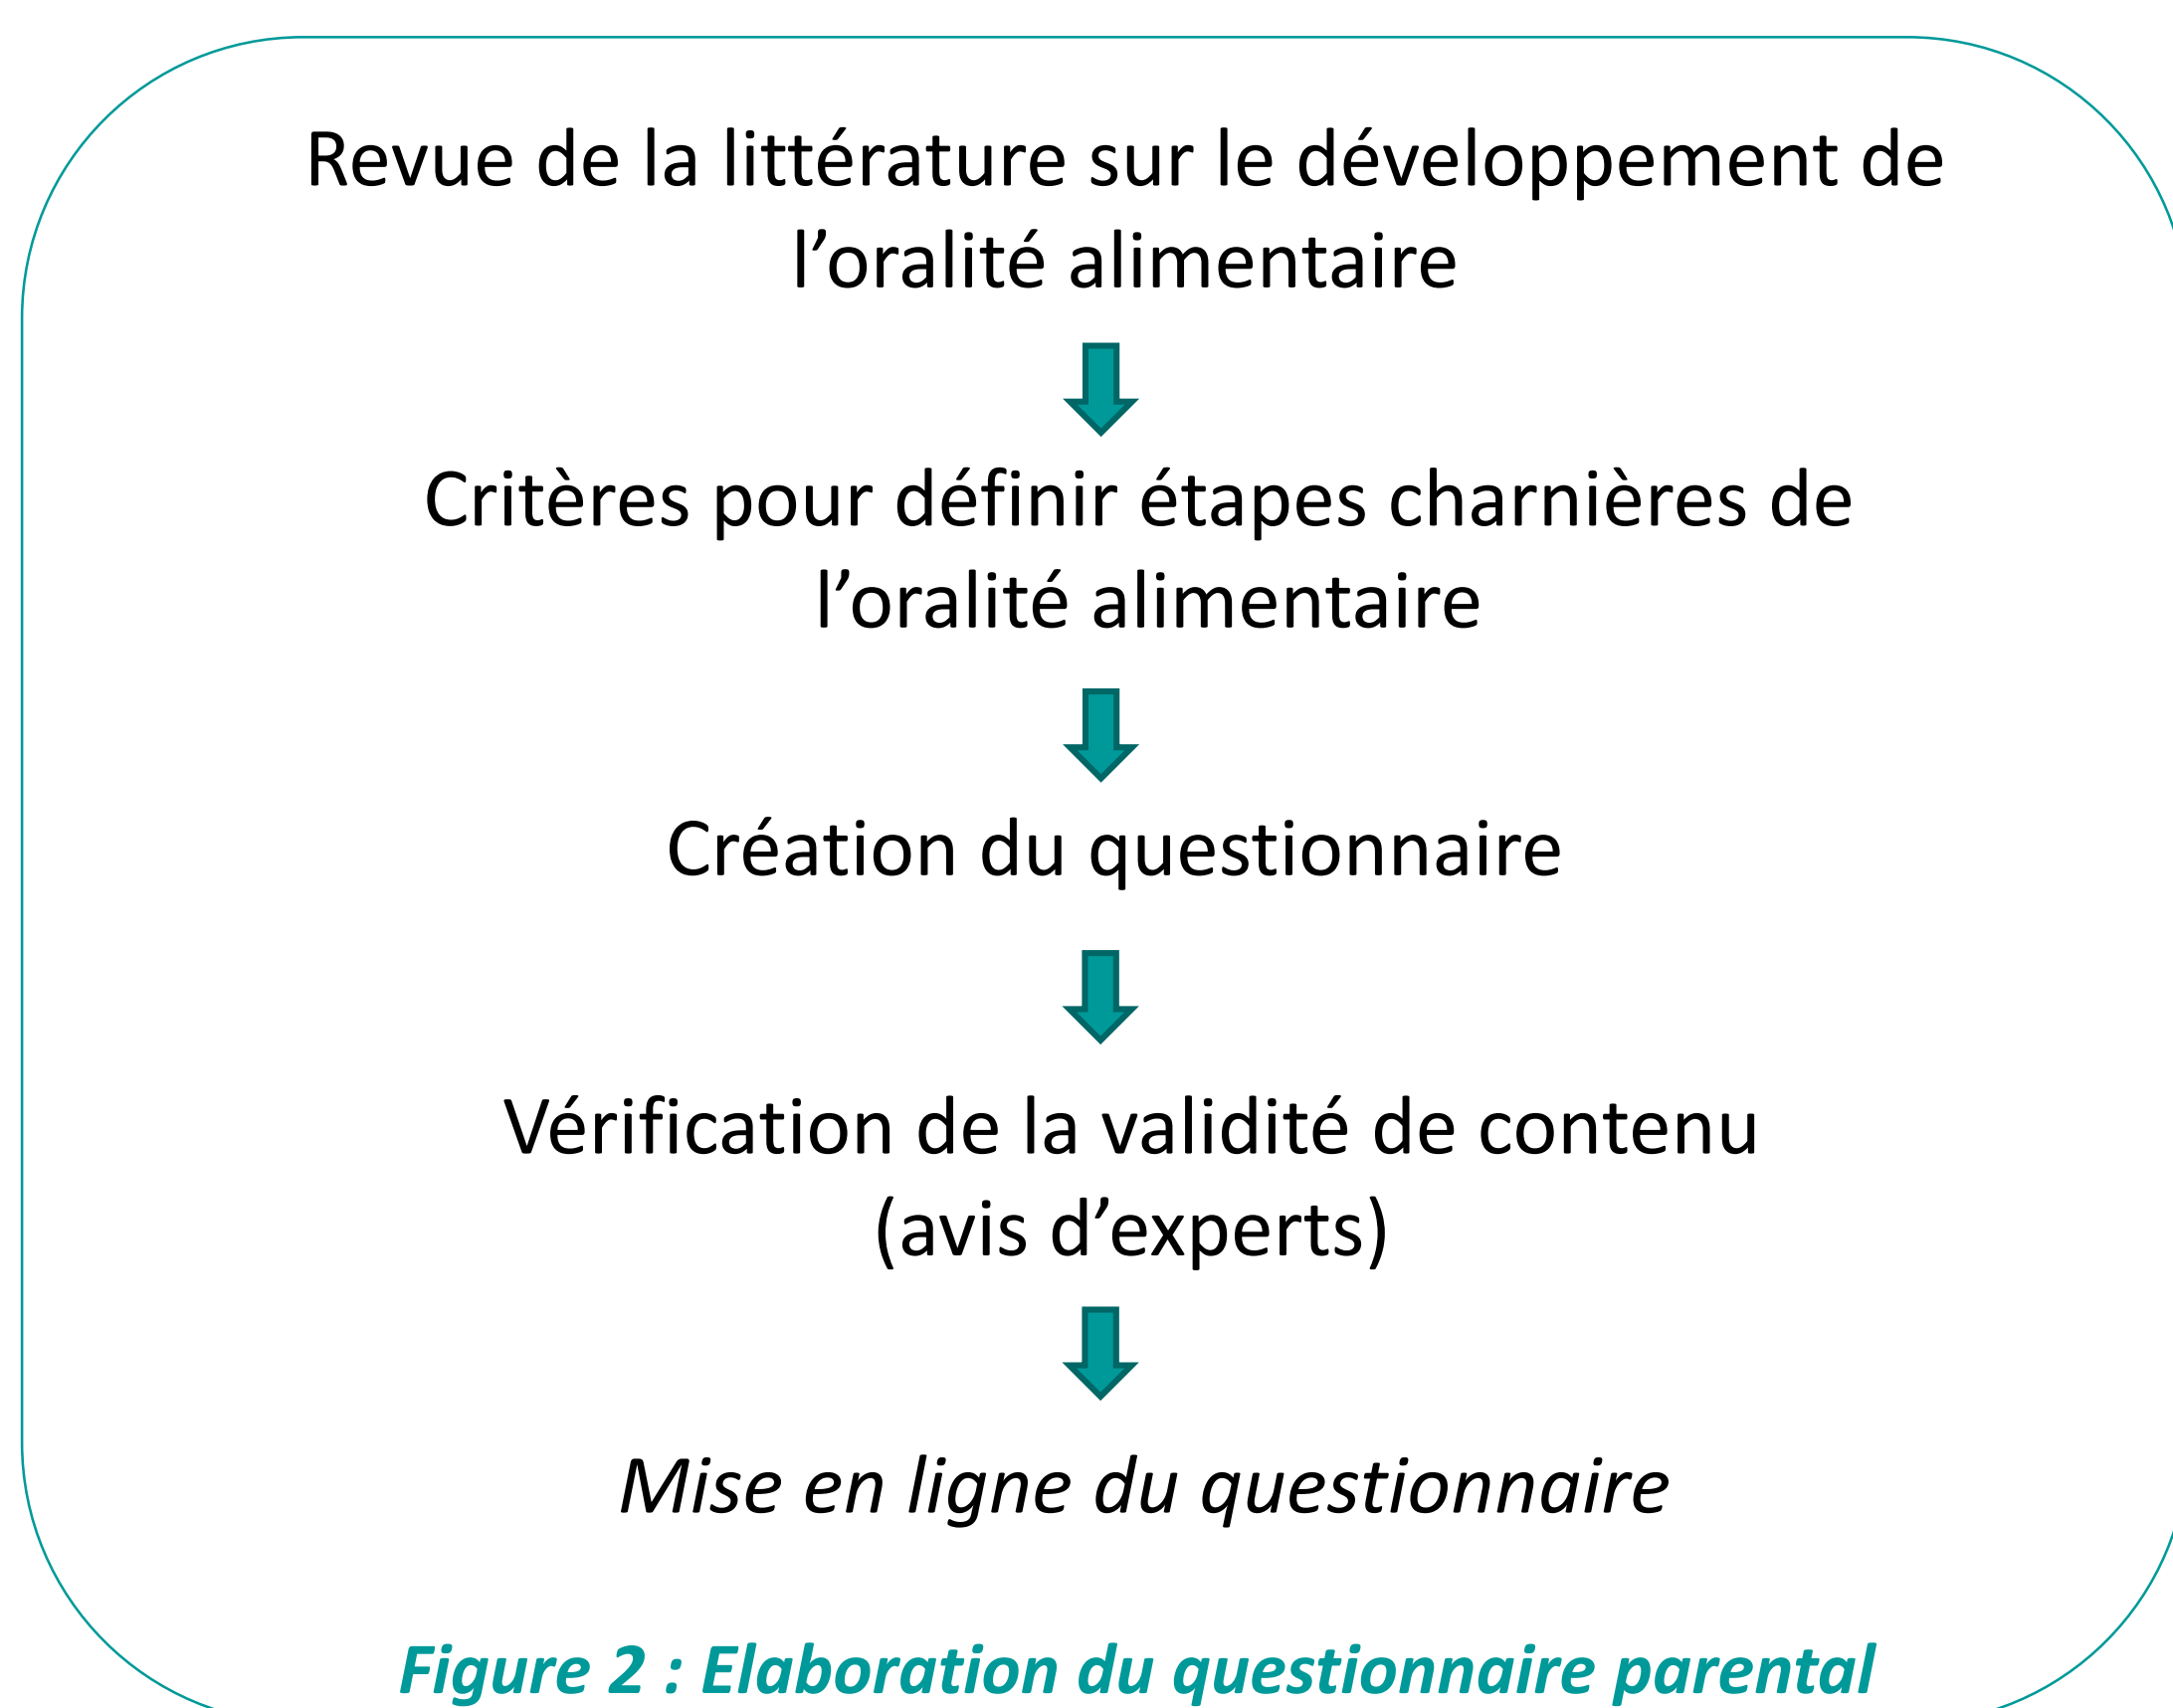 Revue de la littérature sur le développement de
l’oralité alimentaire
Critères pour définir étapes charnières de
l’oralité alimentaire
Création du questionnaire
Vérification de la validité de contenu
(avis d’experts)
Mise en ligne du questionnaire
Figure 2 : Elaboration du questionnaire parental